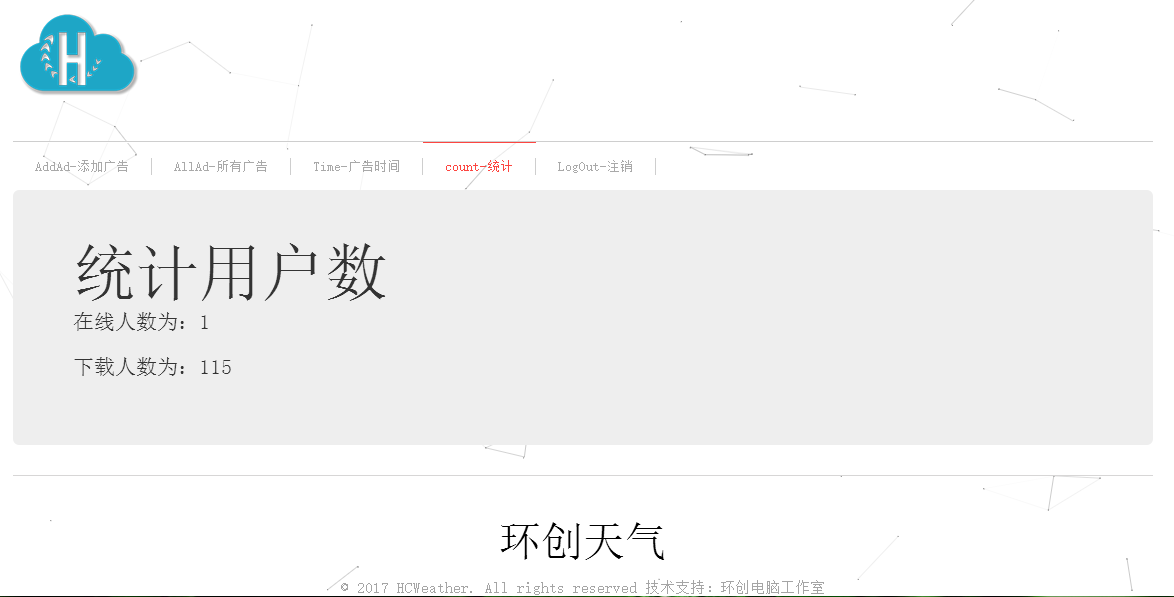 H
AddAd-添加广告 AllAd-所有广告 Time-广告时间 count-统计 LogOut-注销
统计用户数
在线人数为：1
下载人数为：115
环创天气
© 2017 HCWeather. All rights reserved 技术支持：环创电脑工作室